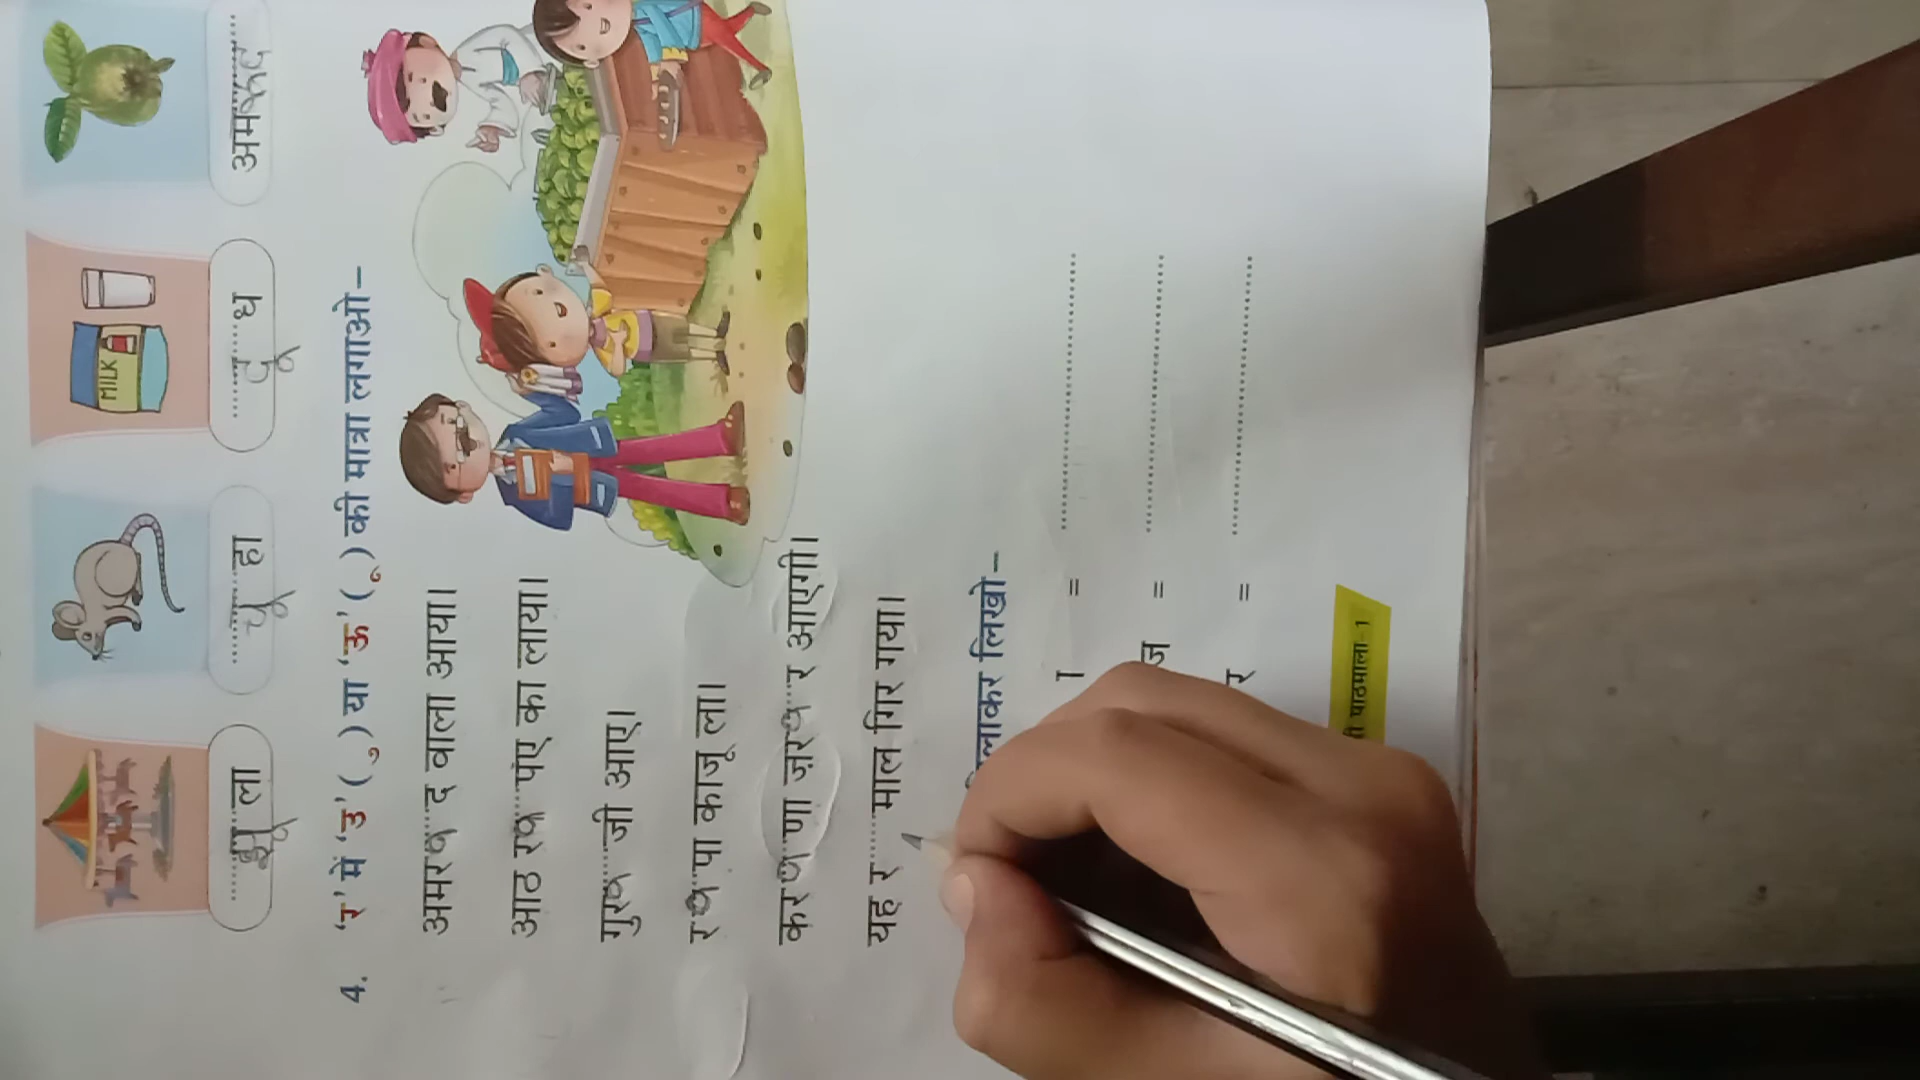 झू ला चू हा दू ध अमरूद
MILK
4. 'र' में 'उ' ( ु ) या 'ऊ' ( ू ) की मात्रा लगाओ–
अमर द वाला आया।
आठ र पए का लाया।
गुर जी आए।
र पा काजू ला।
कर णा ज़र र आएगी।
यह र माल गिर गया।
लाकर लिखो–
ा =
ज =
र =
ी पाठमाला-1